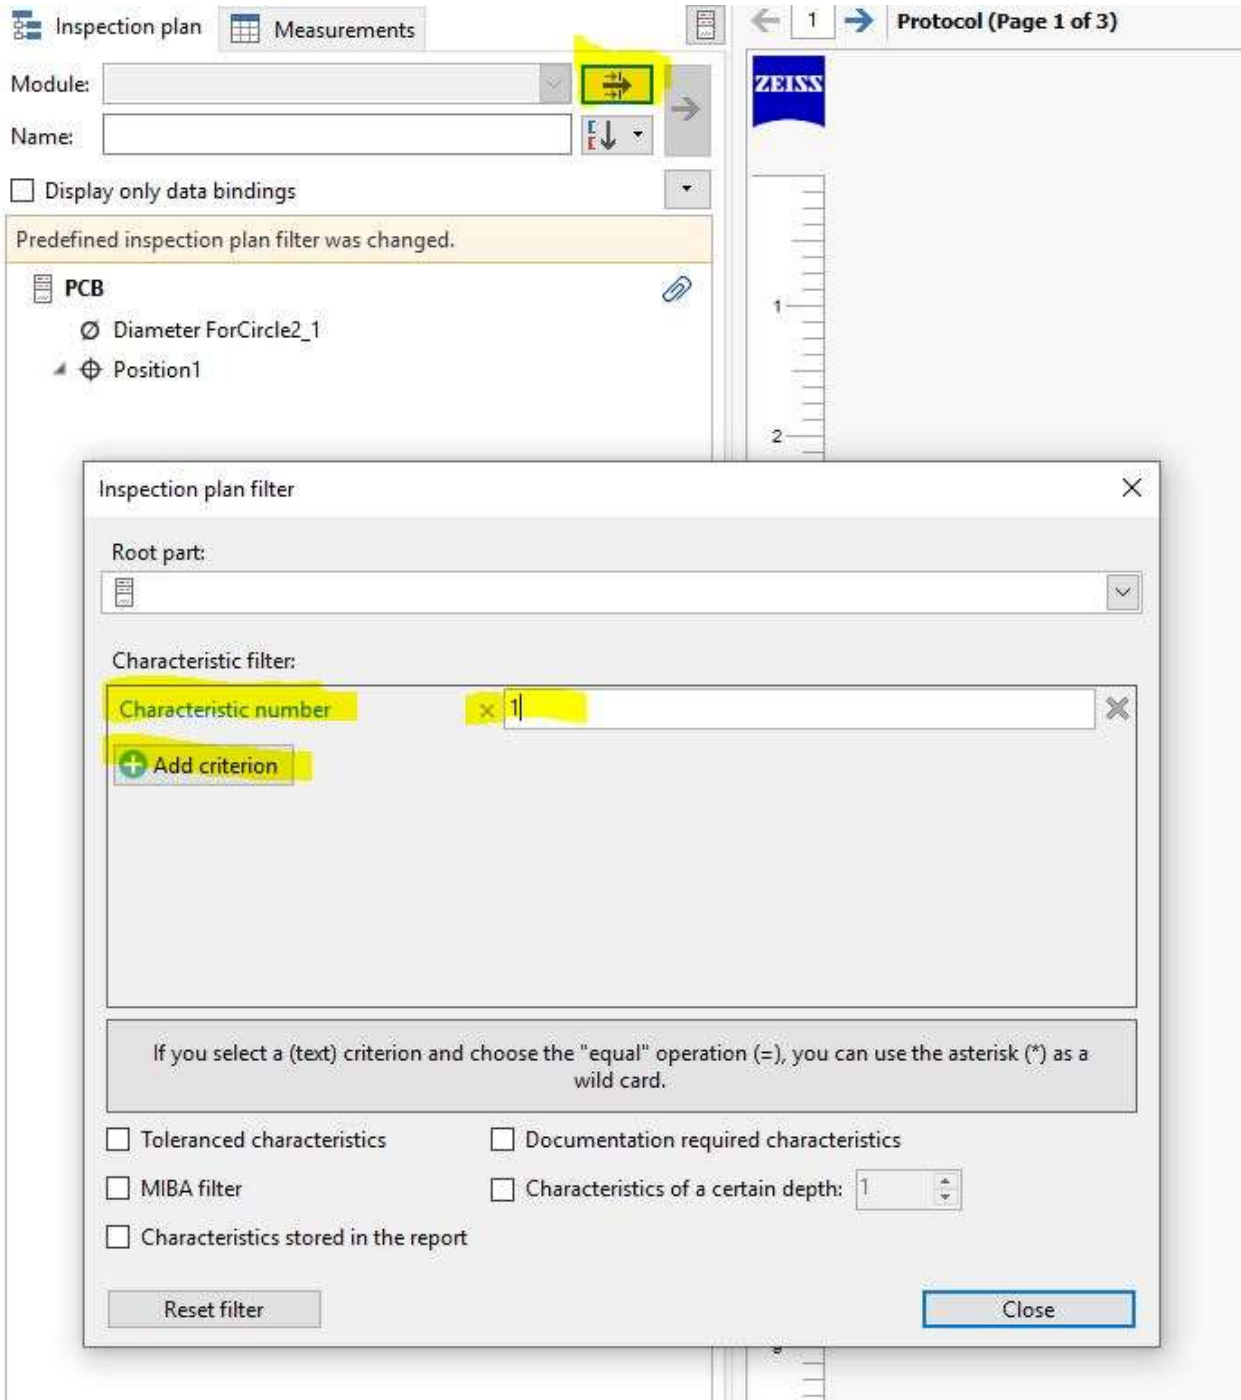 Inspection plan
Measurements
1
Protocol (Page 1 of 3)
Module:
ZEISS
Name:
Display only data bindings
Predefined inspection plan filter was changed.
PCB
1
Diameter ForCircle2_1
Position1
2
Inspection plan filter
Root part:
Characteristic filter:
Characteristic number
1
Add criterion
If you select a (text) criterion and choose the "equal" operation (=), you can use the asterisk (*) as a
wild card.
Toleranced characteristics
Documentation required characteristics
MIBA filter
Characteristics of a certain depth: 1
Characteristics stored in the report
Reset filter
Close